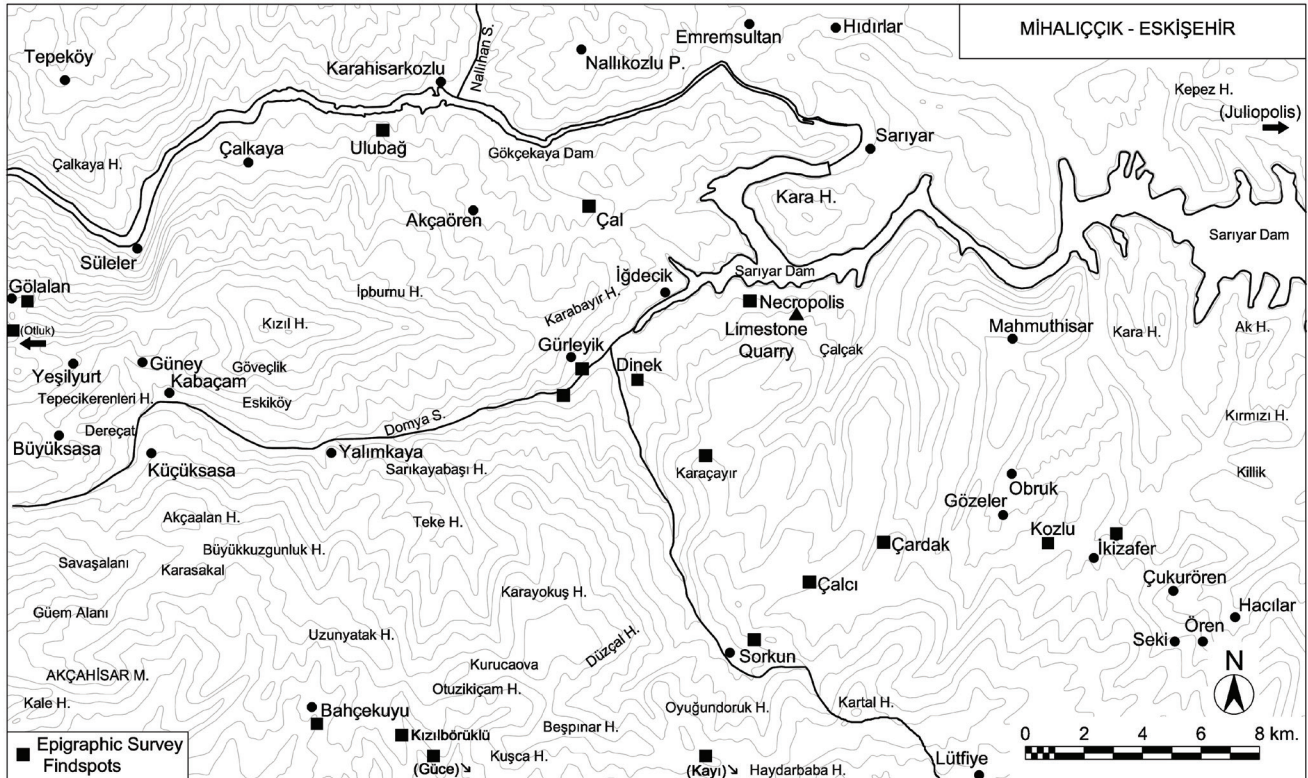 MİHALIÇÇIK - ESKİŞEHİR
Tepeköy
Karahisarkozlu
Nallıhan S.
Nallıkozlu P.
Emremsultan
Hıdırlar
Kepez H.
(Juliopolis)
Çalkaya H.
Çalkaya
Ulubağ
Gökçekaya Dam
Sarıyar
Akçaören
Çal
Kara H.
Sarıyar Dam
Süleler
Gölalan
(Otluk)
İpburnu H.
Karabayır H.
İğdecik
Sarıyar Dam
Necropolis
Limestone
Quarry
Çalçak
Mahmuthisar
Kara H.
Ak H.
Kızıl H.
Gürleyik
Dinek
Yeşilyurt
Güney
Kabaçam
Göveçlik
Eskiköy
Tepecikerenleri H.
Dereçat
Büyüksasa
Küçüksasa
Domya S.
Yalımkaya
Sarıkayabaşı H.
Karaçayır
Kırmızı H.
Killik
Obruk
Gözeler
Kozlu
İkizafer
Akçaalan H.
Teke H.
Büyükkuzgunluk H.
Karasakal
Savaşalanı
Çardak
Çalcı
Çukurören
Hacılar
Ören
Seki
Güem Alanı
Karayokuş H.
Uzunyatak H.
Düzçal H.
Kurucaova
Sorkun
AKÇAHİSAR M.
Kale H.
Otuzikiçam H.
Oyuğundoruk H.
Kartal H.
N
Bahçekuyu
Kızılbörüklü
(Güce)
Beşpınar H.
Kuşca H.
(Kayı)
Haydarbaba H.
Lütfiye
0 2 4 6 8 km.
Epigraphic Survey
Findspots